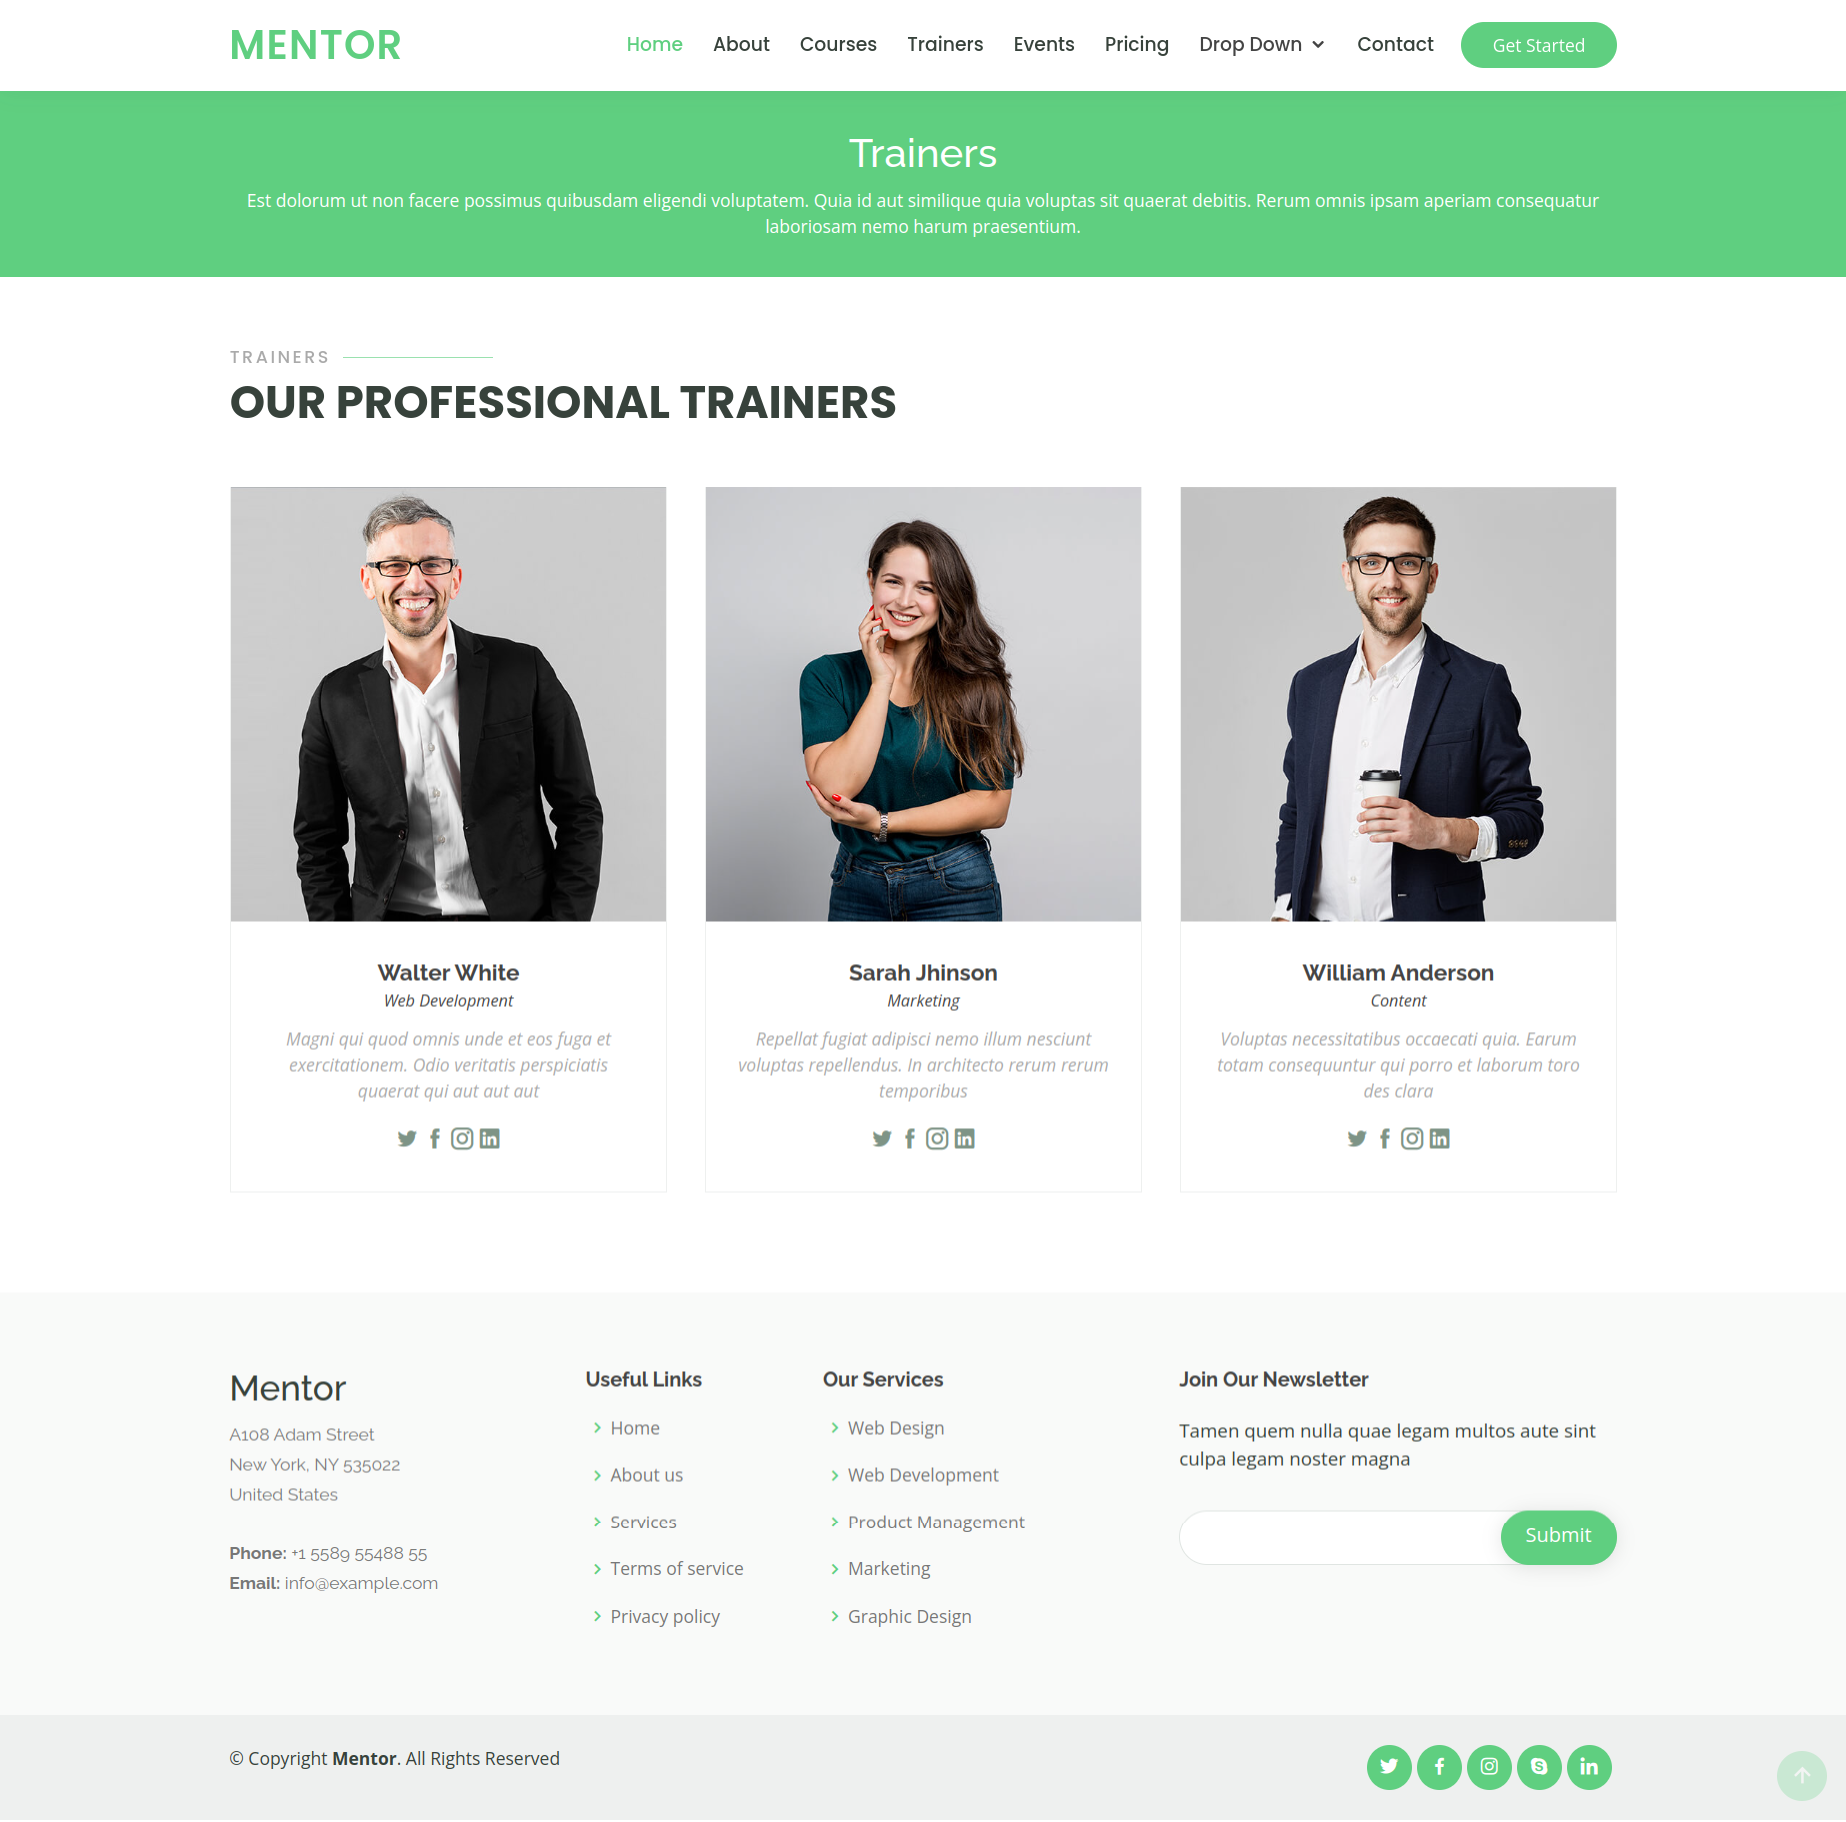 MENTOR
Home About Courses Trainers Events Pricing Drop Down Contact Get Started
Trainers
Est dolorum ut non facere possimus quibusdam eligendi voluptatem. Quia id aut similique quia voluptas sit quaerat debitis. Rerum omnis ipsam aperiam consequatur
laboriosam nemo harum praesentium.
TRAINERS
OUR PROFESSIONAL TRAINERS
Walter White
Web Development
Magni qui quod omnis unde et eos fuga et
exercitationem. Odio veritatis perspiciatis
quaerat qui aut aut aut
Sarah Jhinson
Marketing
Repellat fugiat adipisci nemo illum nesciunt
voluptas repellendus. In architecto rerum rerum
temporibus
William Anderson
Content
Voluptas necessitatibus occaecati quia. Earum
totam consequuntur qui porro et laborum toro
des clara
Mentor
A108 Adam Street
New York, NY 535022
United States
Phone: +1 5589 55488 55
Email: info@example.com
Useful Links
Home
About us
Services
Terms of service
Privacy policy
Our Services
Web Design
Web Development
Product Management
Marketing
Graphic Design
Join Our Newsletter
Tamen quem nulla quae legam multos aute sint
culpa legam noster magna
Submit
© Copyright Mentor. All Rights Reserved